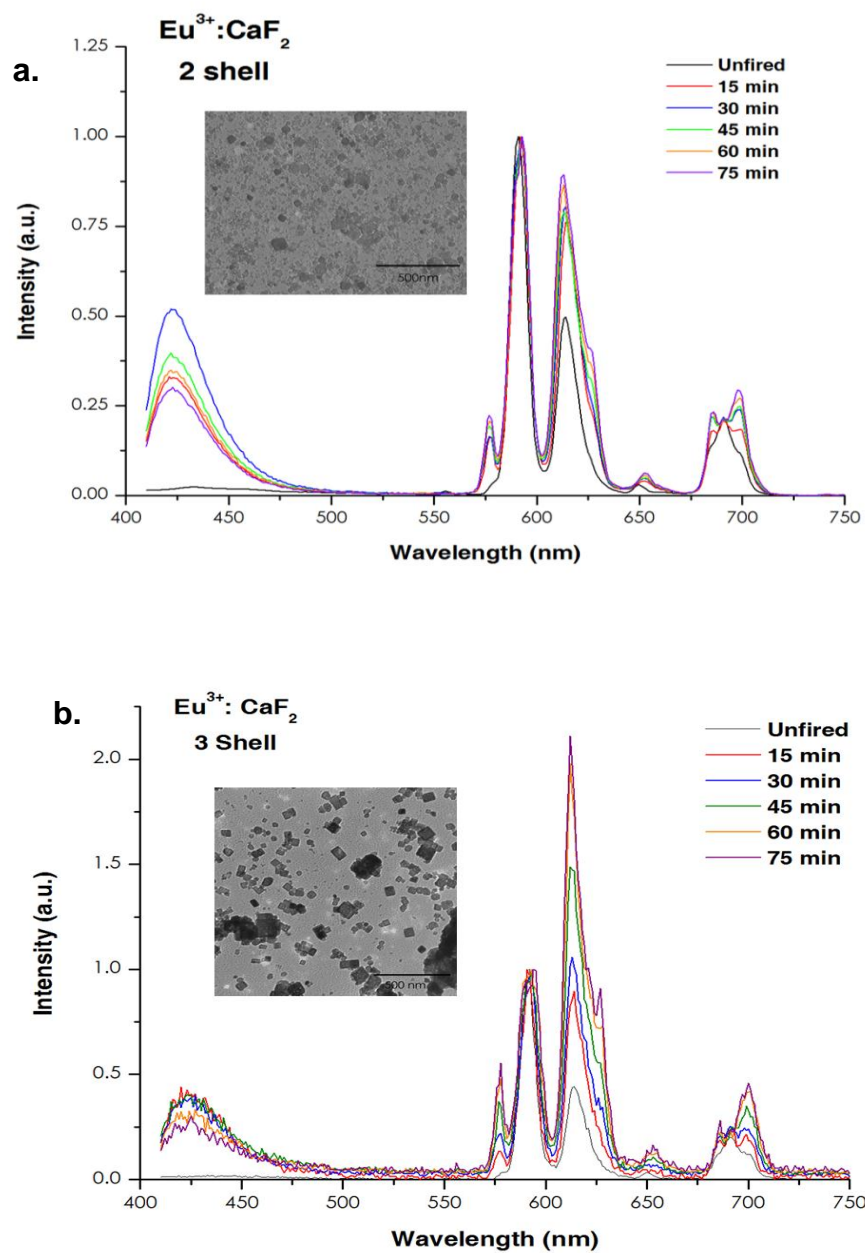 a.
Eu³⁺:CaF₂
2 shell
Unfired
15 min
30 min
45 min
60 min
75 min
500nm
Intensity (a.u.)
1.25
1.00
0.75
0.50
0.25
0.00
400 450 500 550 600 650 700 750
Wavelength (nm)
b.
Eu³⁺: CaF₂
3 Shell
Unfired
15 min
30 min
45 min
60 min
75 min
500 nm
Intensity (a.u.)
2.0
1.5
1.0
0.5
0.0
400 450 500 550 600 650 700 750
Wavelength (nm)